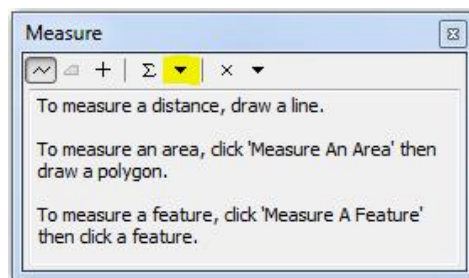 Measure
+ Σ ×
To measure a distance, draw a line.
To measure an area, click 'Measure An Area' then
draw a polygon.
To measure a feature, click 'Measure A Feature'
then click a feature.